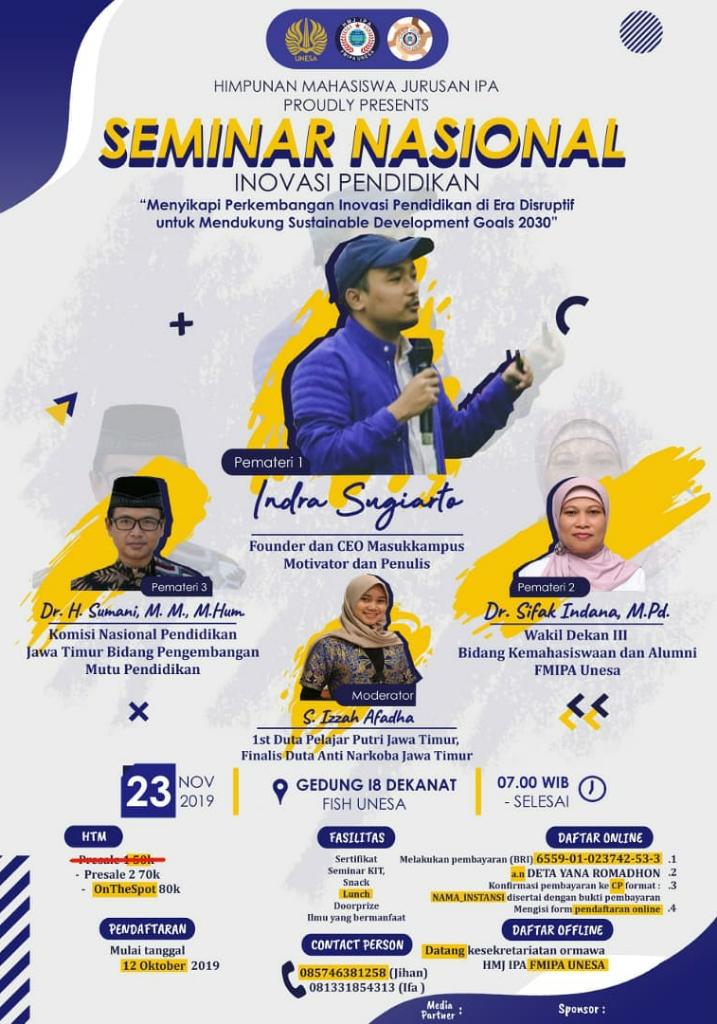 UNESA
HMJ IPA
FMIPA UNESA
HIMPUNAN MAHASISWA JURUSAN IPA
PROUDLY PRESENTS
SEMINAR NASIONAL
INOVASI PENDIDIKAN
“Menyikapi Perkembangan Inovasi Pendidikan di Era Disruptif
untuk Mendukung Sustainable Development Goals 2030”
Pemateri 1
Indra Sugiarto
Founder dan CEO Masukkampus
Motivator dan Penulis
Pemateri 3
Dr. H. Sumani, M. M., M.Hum
Komisi Nasional Pendidikan
Jawa Timur Bidang Pengembangan
Mutu Pendidikan
Pemateri 2
Dr. Sifak Indana, M.Pd.
Wakil Dekan III
Bidang Kemahasiswaan dan Alumni
FMIPA Unesa
Moderator
S. Izzah Afadha
1st Duta Pelajar Putri Jawa Timur,
Finalis Duta Anti Narkoba Jawa Timur
23 NOV
2019
GEDUNG I8 DEKANAT
FISH UNESA
07.00 WIB
- SELESAI
HTM
- Presale 1 50k
- Presale 2 70k
- OnTheSpot 80k
PENDAFTARAN
Mulai tanggal
12 Oktober 2019
FASILITAS
Sertifikat
Seminar KIT,
Snack
Lunch
Doorprize
Ilmu yang bermanfaat
CONTACT PERSON
085746381258 (Jihan)
081331854313 (Ifa )
DAFTAR ONLINE
Melakukan pembayaran (BRI) 6559-01-023742-53-3 .1
a.n DETA YANA ROMADHON .2
Konfirmasi pembayaran ke CP format : .3
NAMA_INSTANSI disertai dengan bukti pembayaran
Mengisi form pendaftaran online .4
DAFTAR OFFLINE
Datang kesekretariatan ormawa
HMJ IPA FMIPA UNESA
Media
Partner :
Sponsor :